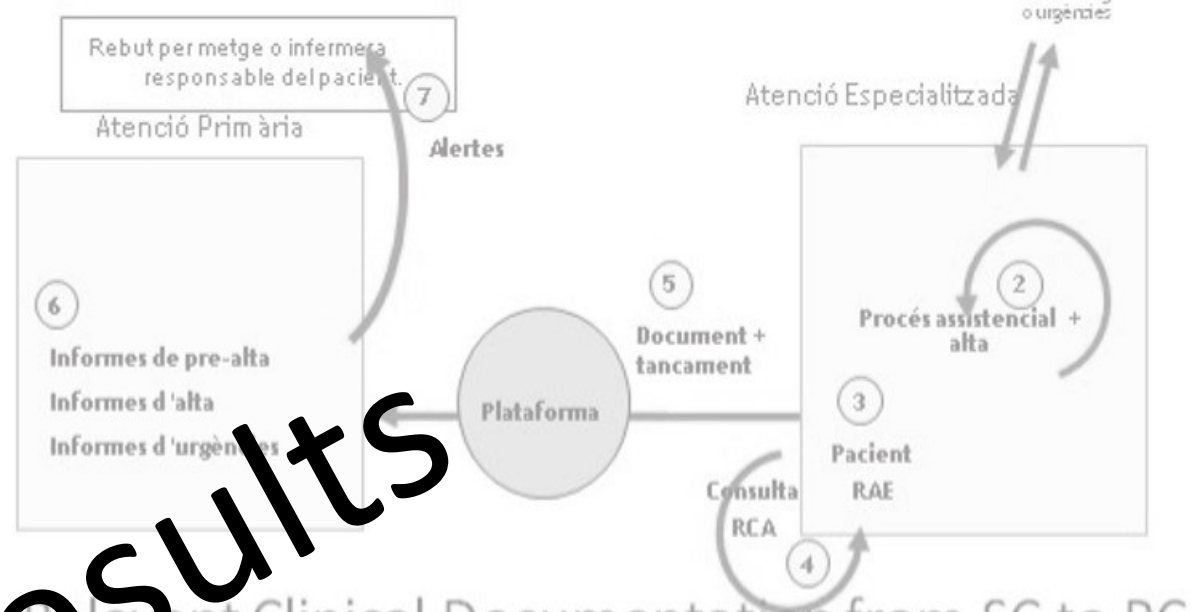 o urgències
Rebut per metge o infermera
responsable del pacient.
7
Atenció Especialitzada
Atenció Primària
Alertes
5
2
6
Document +
tancament
Procés assistencial +
alta
Informes de pre-alta
3
Informes d'alta
Plataforma
Informes d'urgències
Pacient
Consulta
RAE
RCA
4
Clinical Documentation from SC to PC